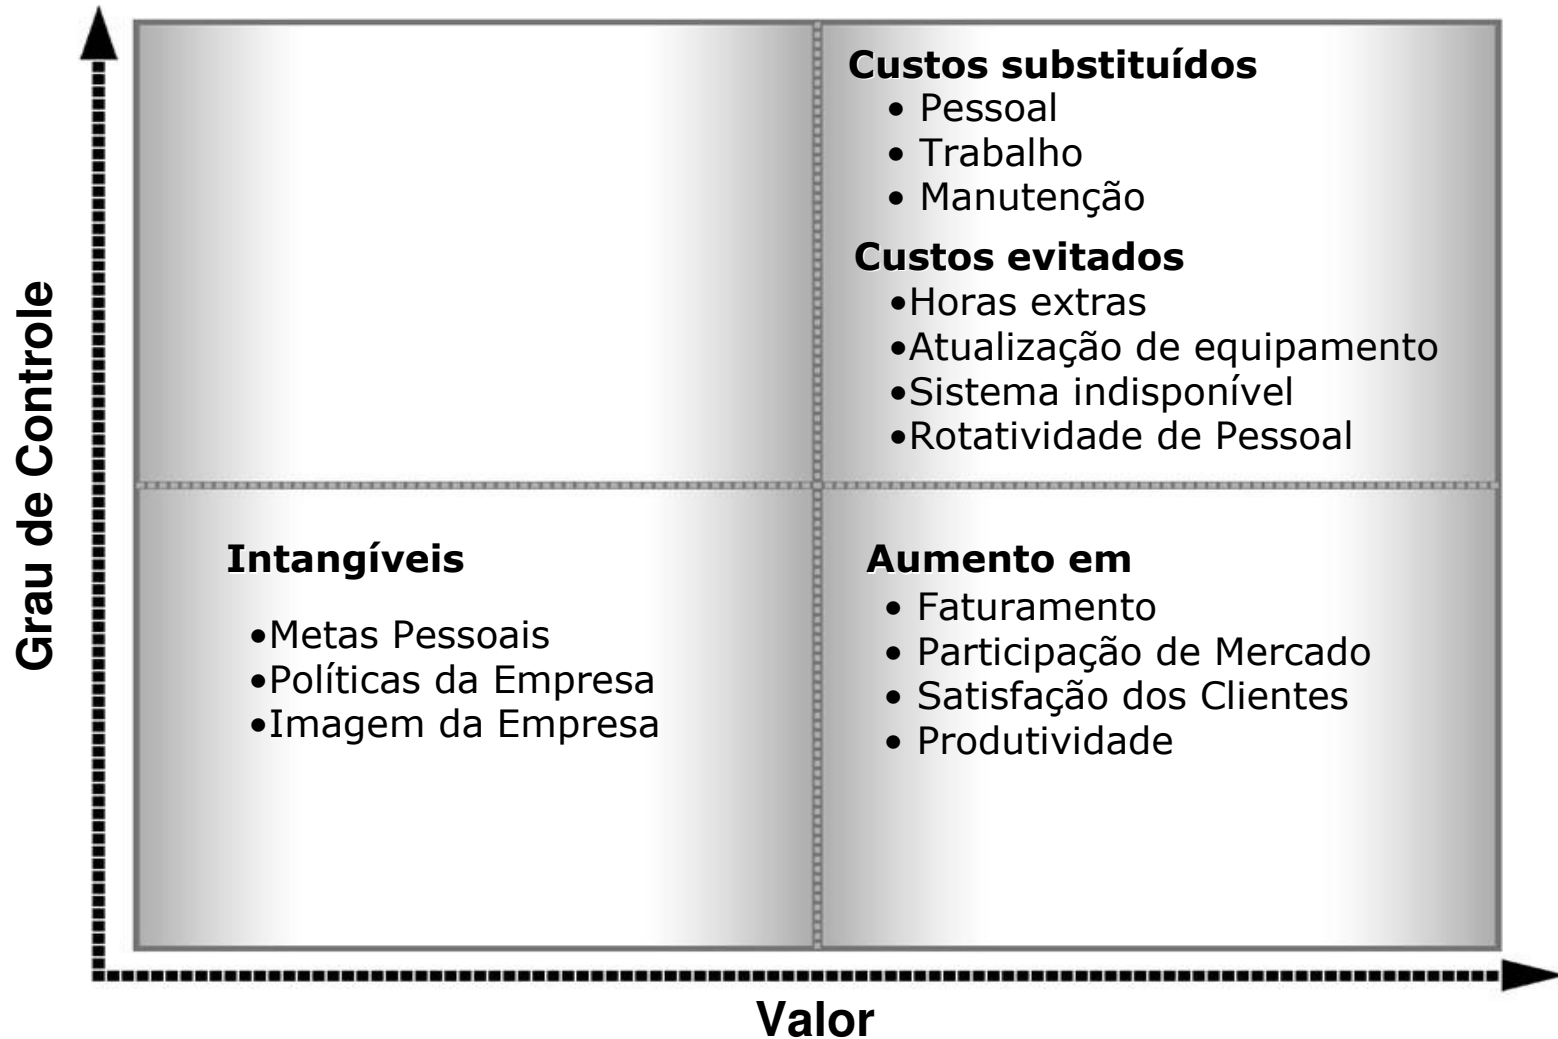 Custos substituídos
• Pessoal
• Trabalho
• Manutenção
Custos evitados
•Horas extras
•Atualização de equipamento
•Sistema indisponível
•Rotatividade de Pessoal
Grau de Controle
Intangíveis
•Metas Pessoais
•Políticas da Empresa
•Imagem da Empresa
Aumento em
• Faturamento
• Participação de Mercado
• Satisfação dos Clientes
• Produtividade
Valor